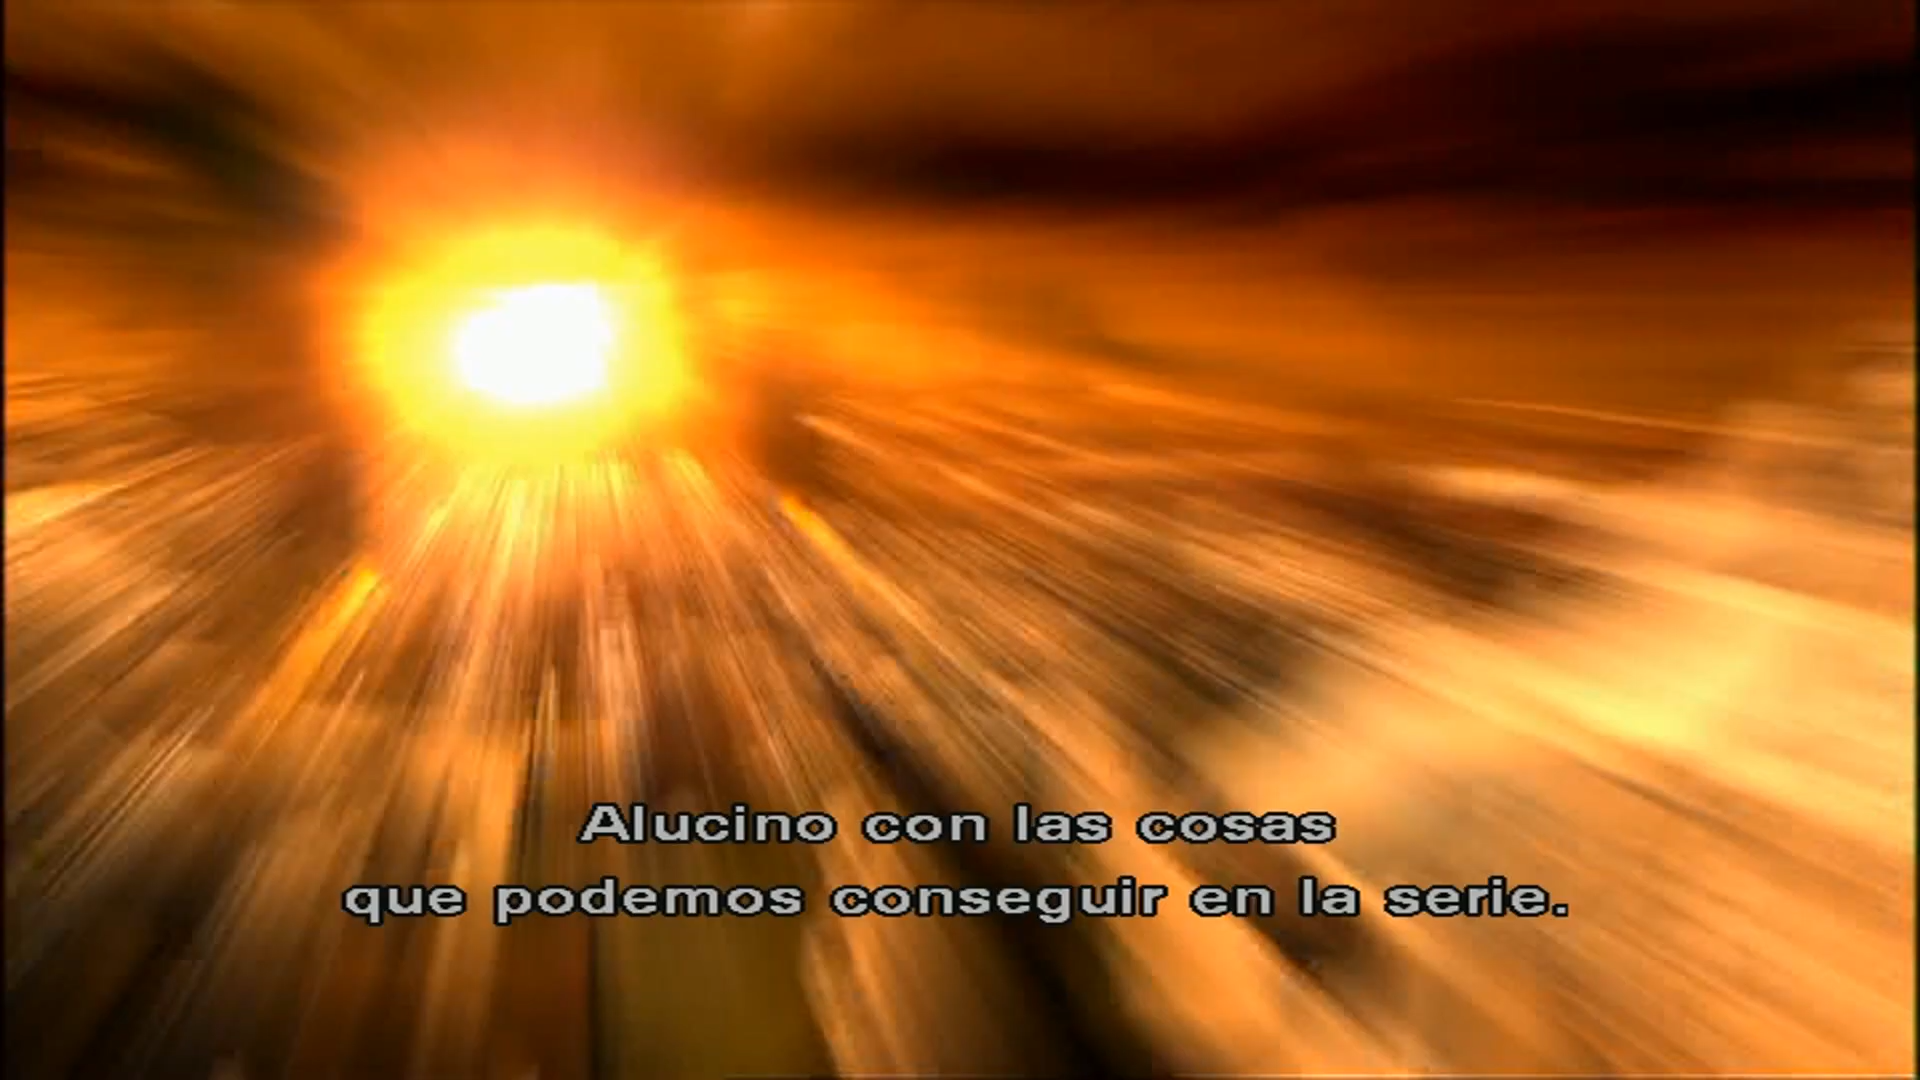 Alucino con las cosas
que podemos conseguir en la serie.